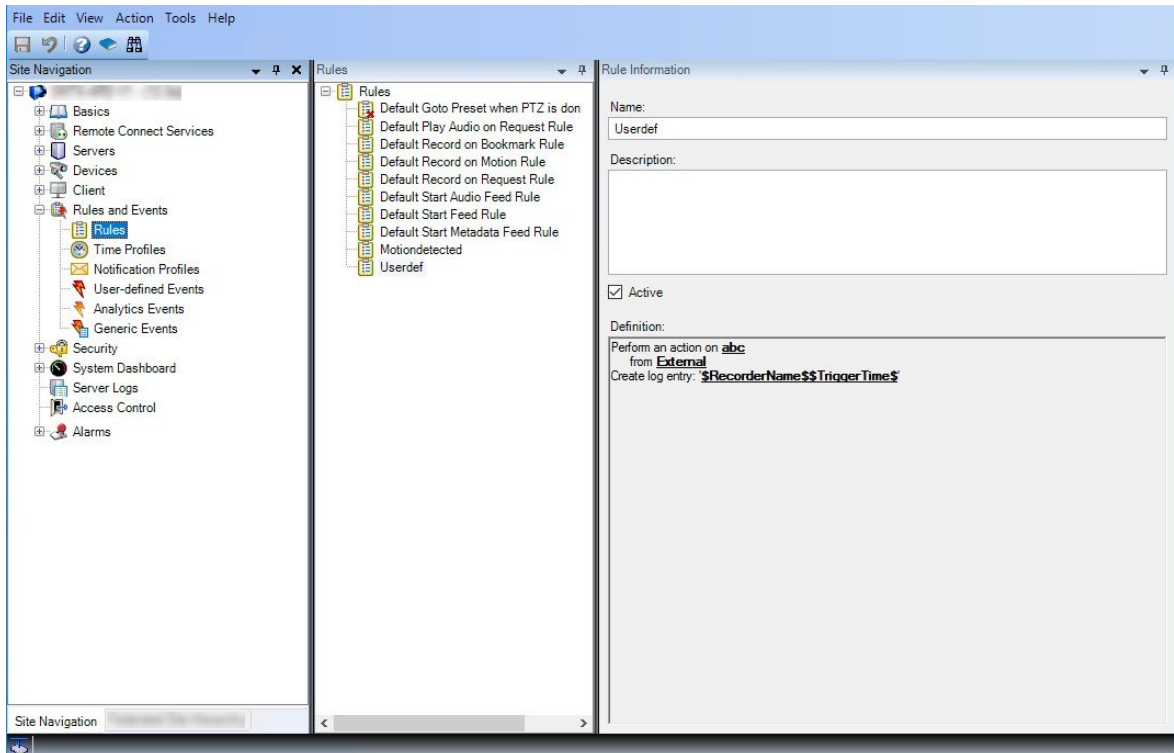 File Edit View Action Tools Help
Site Navigation
Basics
Remote Connect Services
Servers
Devices
Client
Rules and Events
Rules
Time Profiles
Notification Profiles
User-defined Events
Analytics Events
Generic Events
Security
System Dashboard
Server Logs
Access Control
Alarms
Site Navigation
Rules
Rules
Default Goto Preset when PTZ is don
Default Play Audio on Request Rule
Default Record on Bookmark Rule
Default Record on Motion Rule
Default Record on Request Rule
Default Start Audio Feed Rule
Default Start Feed Rule
Default Start Metadata Feed Rule
Motiondetected
Userdef
Rule Information
Name:
Userdef
Description:
Active
Definition:
Perform an action on abc
from External
Create log entry: '$RecorderName$$TriggerTime$'